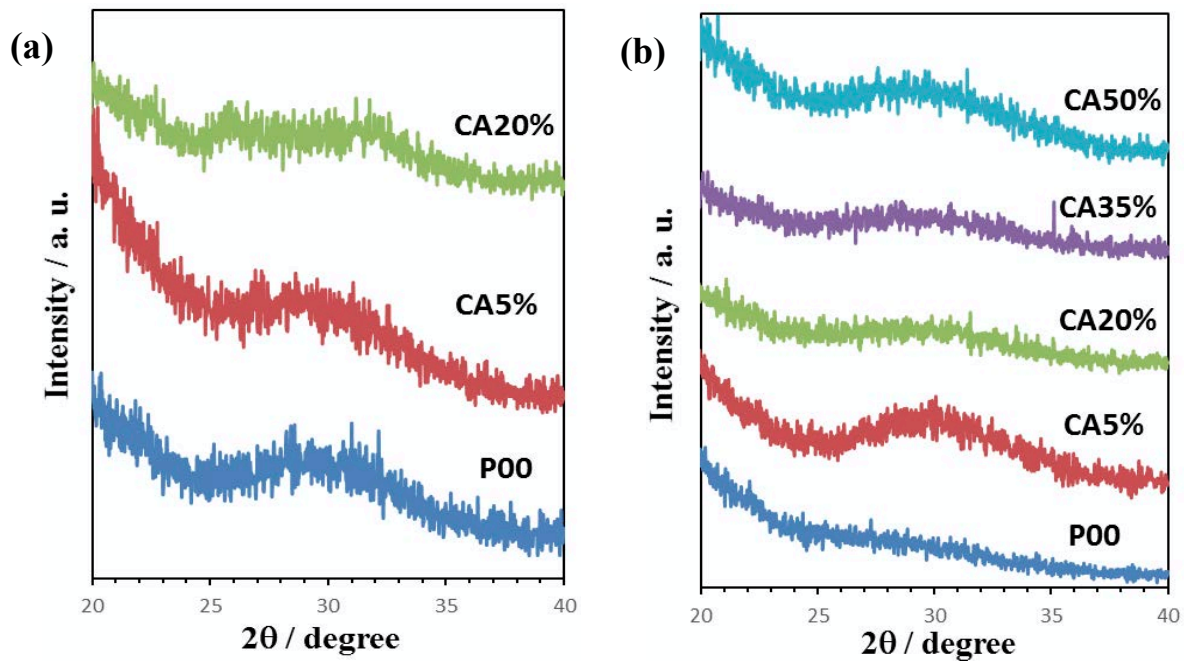 (a)
CA20%
CA5%
P00
Intensity / a. u.
20 25 30 35 40
2θ / degree
(b)
CA50%
CA35%
CA20%
CA5%
P00
Intensity / a. u.
20 25 30 35 40
2θ / degree